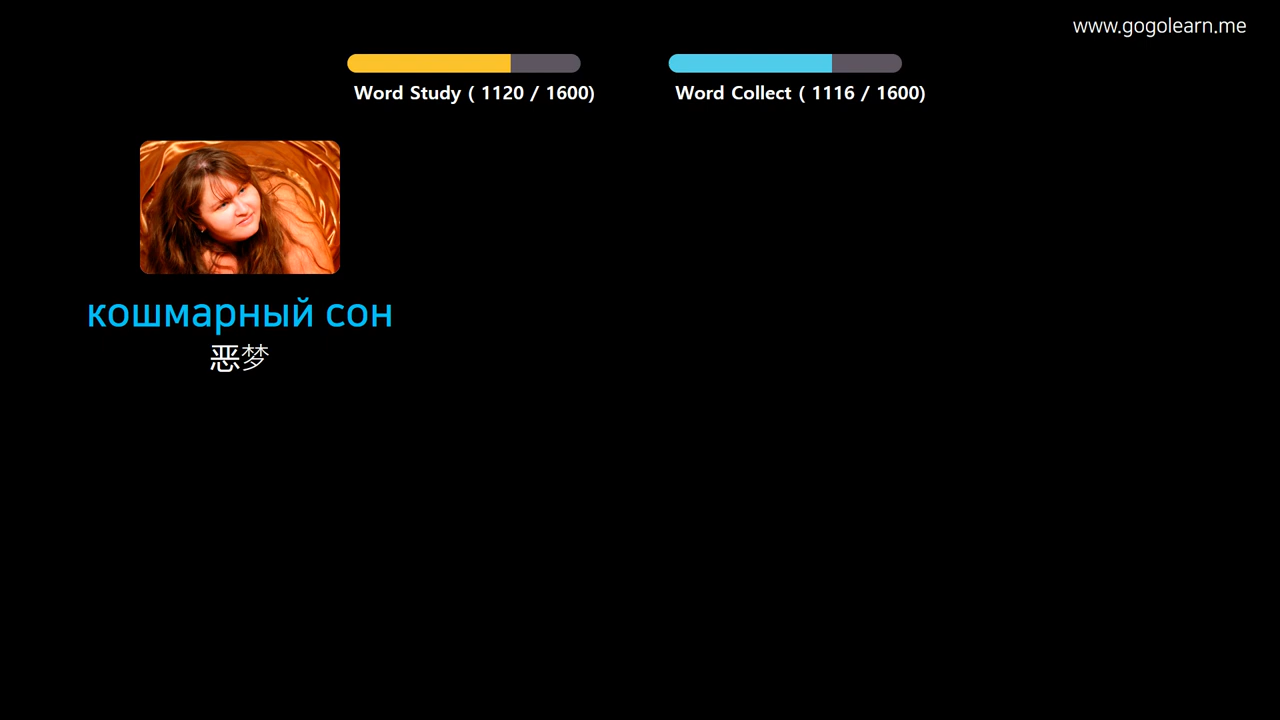 www.gogolearn.me
Word Study ( 1120 / 1600)
Word Collect ( 1116 / 1600)
кошмарный сон
恶梦